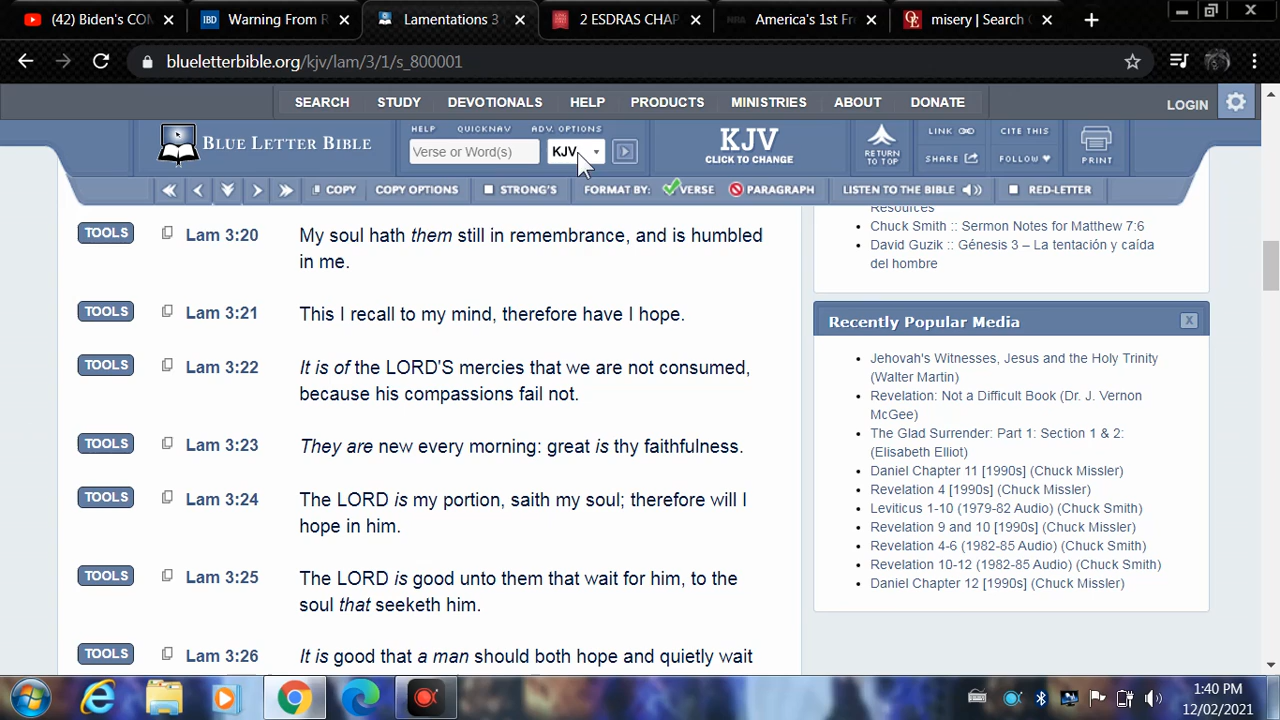 (42) Biden's CON
Warning From R
Lamentations 3
2 ESDRAS CHAP
America's 1st Fr
misery | Search O
blueletterbible.org/kjv/lam/3/1/s_800001
SEARCH STUDY DEVOTIONALS HELP PRODUCTS MINISTRIES ABOUT DONATE
LOGIN
BLUE LETTER BIBLE
HELP QUICKNAV ADV. OPTIONS
Verse or Word(s) KJV
KJV
CLICK TO CHANGE
RETURN
TO TOP
LINK CITE THIS
SHARE FOLLOW
PRINT
COPY COPY OPTIONS STRONG'S FORMAT BY: VERSE PARAGRAPH LISTEN TO THE BIBLE RED-LETTER
TOOLS Lam 3:20 My soul hath them still in remembrance, and is humbled
in me.
TOOLS Lam 3:21 This I recall to my mind, therefore have I hope.
TOOLS Lam 3:22 It is of the LORD'S mercies that we are not consumed,
because his compassions fail not.
TOOLS Lam 3:23 They are new every morning: great is thy faithfulness.
TOOLS Lam 3:24 The LORD is my portion, saith my soul; therefore will I
hope in him.
TOOLS Lam 3:25 The LORD is good unto them that wait for him, to the
soul that seeketh him.
TOOLS Lam 3:26 It is good that a man should both hope and quietly wait
Resources
Chuck Smith :: Sermon Notes for Matthew 7:6
David Guzik :: Génesis 3 – La tentación y caída
del hombre
Recently Popular Media
Jehovah's Witnesses, Jesus and the Holy Trinity
(Walter Martin)
Revelation: Not a Difficult Book (Dr. J. Vernon
McGee)
The Glad Surrender: Part 1: Section 1 & 2:
(Elisabeth Elliot)
Daniel Chapter 11 [1990s] (Chuck Missler)
Revelation 4 [1990s] (Chuck Missler)
Leviticus 1-10 (1979-82 Audio) (Chuck Smith)
Revelation 9 and 10 [1990s] (Chuck Missler)
Revelation 4-6 (1982-85 Audio) (Chuck Smith)
Revelation 10-12 (1982-85 Audio) (Chuck Smith)
Daniel Chapter 12 [1990s] (Chuck Missler)
1:40 PM
12/02/2021